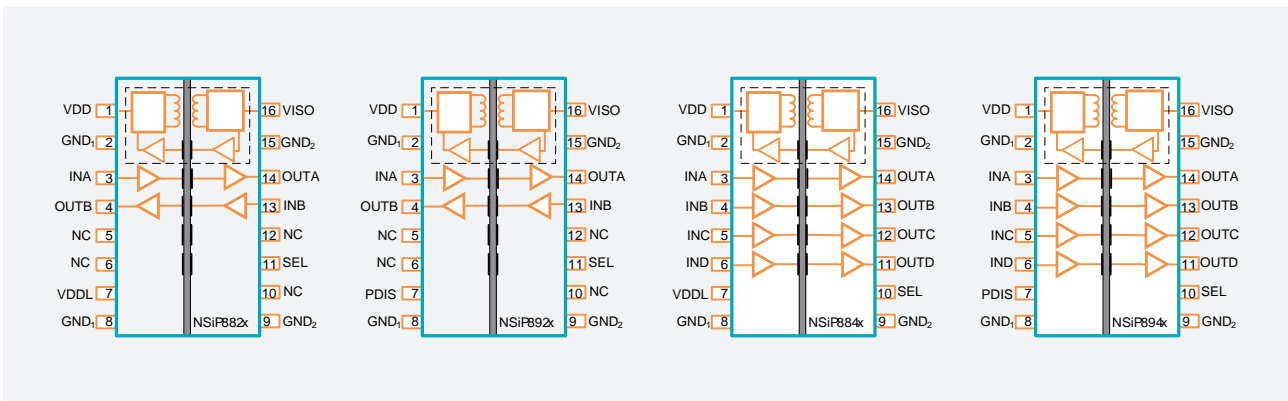 VDD 1 16 VISO
GND₁ 2 15 GND₂
INA 3 14 OUTA
OUTB 4 13 INB
NC 5 12 NC
NC 6 11 SEL
VDDL 7 10 NC
GND₁ 8 NSiP882x 9 GND₂
VDD 1 16 VISO
GND₁ 2 15 GND₂
INA 3 14 OUTA
OUTB 4 13 INB
NC 5 12 NC
NC 6 11 SEL
PDIS 7 10 NC
GND₁ 8 NSiP892x 9 GND₂
VDD 1 16 VISO
GND₁ 2 15 GND₂
INA 3 14 OUTA
INB 4 13 OUTB
INC 5 12 OUTC
IND 6 11 OUTD
VDDL 7 10 SEL
GND₁ 8 NSiP884x 9 GND₂
VDD 1 16 VISO
GND₁ 2 15 GND₂
INA 3 14 OUTA
INB 4 13 OUTB
INC 5 12 OUTC
IND 6 11 OUTD
PDIS 7 10 SEL
GND₁ 8 NSiP894x 9 GND₂